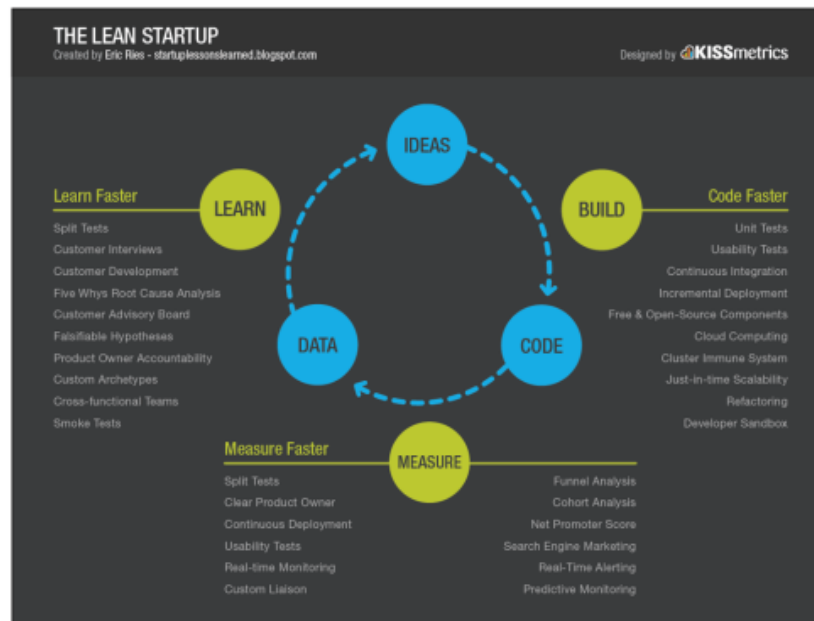 THE LEAN STARTUP
Created by Eric Ries - startuplessonslearned.blogspot.com
Designed by KISSmetrics
IDEAS
Learn Faster
LEARN
Split Tests
Customer Interviews
Customer Development
Five Whys Root Cause Analysis
Customer Advisory Board
Falsifiable Hypotheses
Product Owner Accountability
Custom Archetypes
Cross-functional Teams
Smoke Tests
BUILD
Code Faster
Unit Tests
Usability Tests
Continuous Integration
Incremental Deployment
Free & Open-Source Components
Cloud Computing
Cluster Immune System
Just-in-time Scalability
Refactoring
Developer Sandbox
DATA
CODE
Measure Faster
MEASURE
Split Tests
Clear Product Owner
Continuous Deployment
Usability Tests
Real-time Monitoring
Custom Liaison
Funnel Analysis
Cohort Analysis
Net Promoter Score
Search Engine Marketing
Real-Time Alerting
Predictive Monitoring